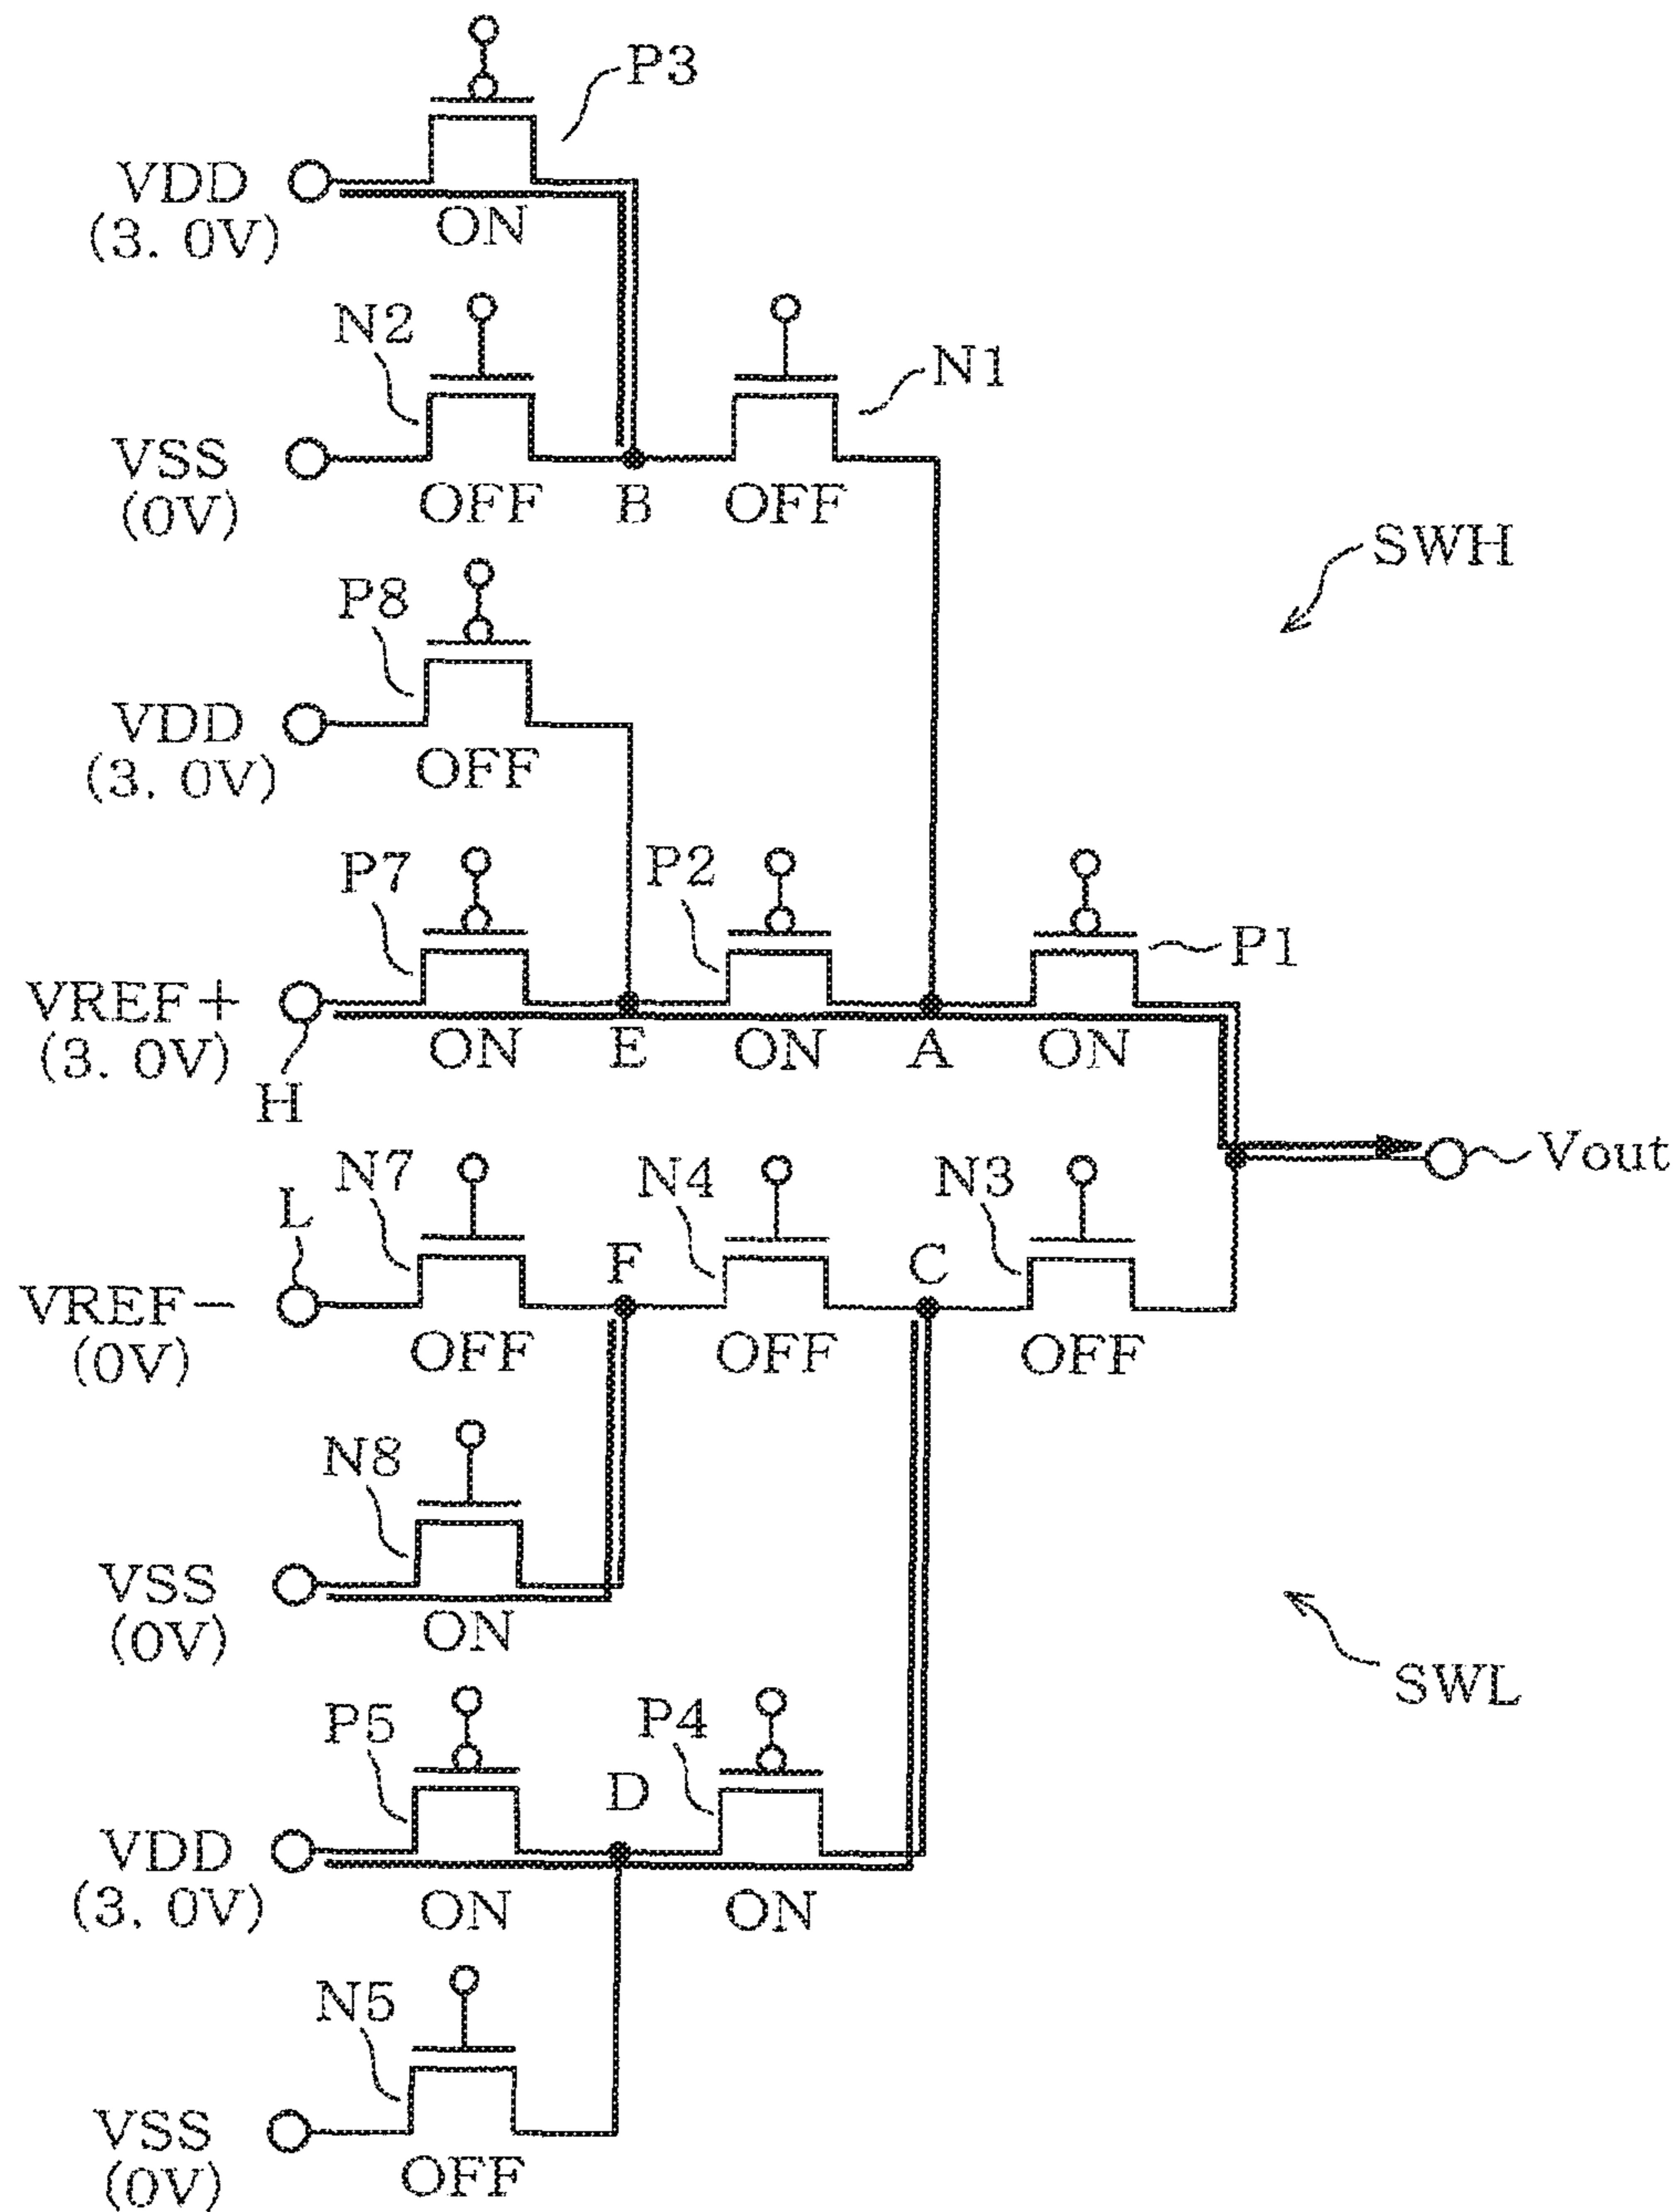 P3
VDD
(3. 0V)
ON
N2
N1
VSS
(0V)
OFF
B
OFF
SWH
P8
VDD
(3. 0V)
OFF
P7
P2
P1
VREF+
(3. 0V)
H
ON
E
ON
A
ON
Vout
N7
N4
N3
L
F
C
VREF-
(0V)
OFF
OFF
OFF
N8
VSS
(0V)
ON
SWL
P5
P4
D
VDD
(3. 0V)
ON
ON
N5
VSS
(0V)
OFF